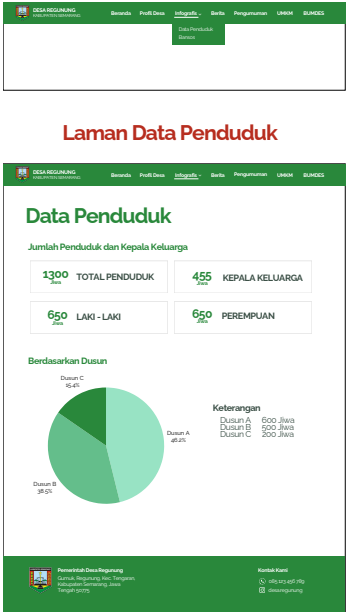 DESA REGUNUNG
KABUPATEN SEMARANG
Beranda Profil Desa Infografis Berita Pengumuman UMKM BUMDES
Data Penduduk
Bansos
Laman Data Penduduk
DESA REGUNUNG
KABUPATEN SEMARANG
Beranda Profil Desa Infografis Berita Pengumuman UMKM BUMDES
Data Penduduk
Jumlah Penduduk dan Kepala Keluarga
1300 Jiwa TOTAL PENDUDUK
455 Jiwa KEPALA KELUARGA
650 Jiwa LAKI - LAKI
650 Jiwa PEREMPUAN
Berdasarkan Dusun
Dusun C
15.4%
Dusun A
46.2%
Dusun B
38.5%
Keterangan
Dusun A 600 Jiwa
Dusun B 500 Jiwa
Dusun C 200 Jiwa
Pemerintah Desa Regunung
Gumuk, Regunung, Kec. Tengaran,
Kabupaten Semarang, Jawa
Tengah 50775
Kontak Kami
085 123 456 789
desaregunung